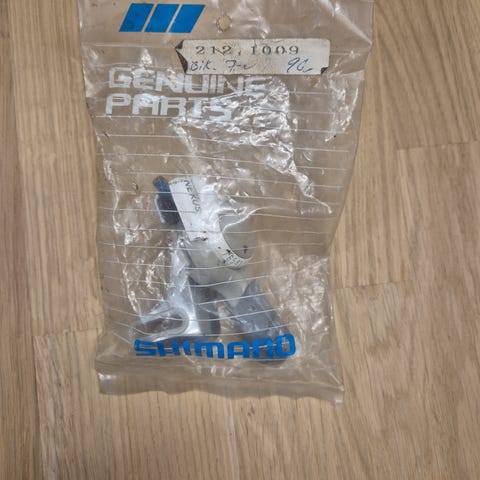 212.1009
GENUINE
PARTS
NEXUS
SHIMANO